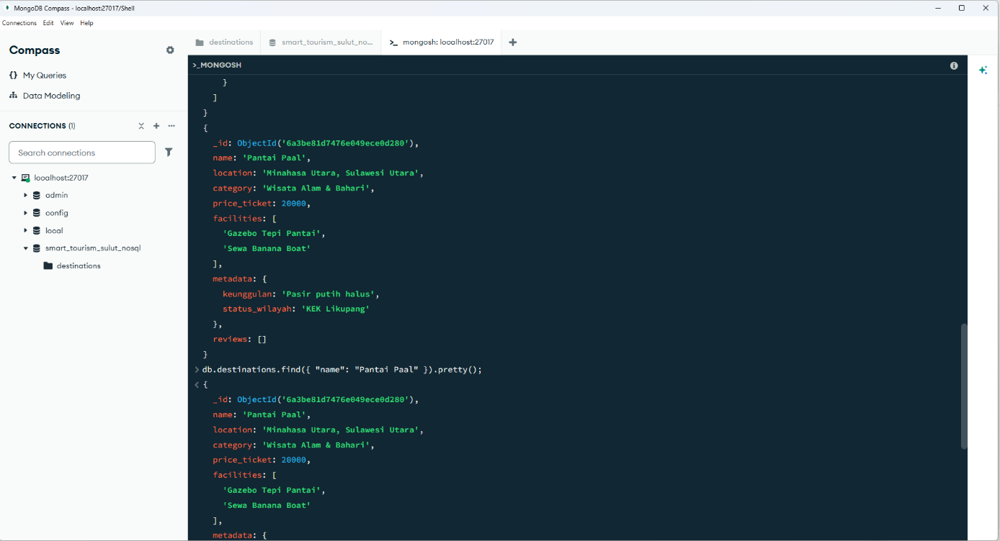 MongoDB Compass - localhost:27017/Shell
Connections Edit View Help
Compass
My Queries
Data Modeling
CONNECTIONS (1)
Search connections
localhost:27017
admin
config
local
smart_tourism_sulut_nosql
destinations
destinations
smart_tourism_sulut_no...
>_ mongosh: localhost:27017
>_MONGOSH
}
]
}
{
_id: ObjectId('6a3be81d7476e049ece0d280'),
name: 'Pantai Paal',
location: 'Minahasa Utara, Sulawesi Utara',
category: 'Wisata Alam & Bahari',
price_ticket: 20000,
facilities: [
'Gazebo Tepi Pantai',
'Sewa Banana Boat'
],
metadata: {
keunggulan: 'Pasir putih halus',
status_wilayah: 'KEK Likupang'
},
reviews: []
}
> db.destinations.find({ "name": "Pantai Paal" }).pretty();
< {
_id: ObjectId('6a3be81d7476e049ece0d280'),
name: 'Pantai Paal',
location: 'Minahasa Utara, Sulawesi Utara',
category: 'Wisata Alam & Bahari',
price_ticket: 20000,
facilities: [
'Gazebo Tepi Pantai',
'Sewa Banana Boat'
],
metadata: {